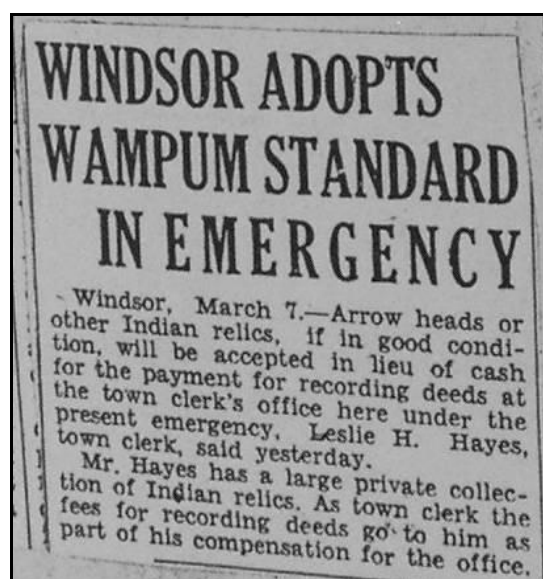 WINDSOR ADOPTS
WAMPUM STANDARD
IN EMERGENCY
Windsor, March 7.—Arrow heads or
other Indian relics, if in good condi-
tion, will be accepted in lieu of cash
for the payment for recording deeds at
the town clerk's office here under the
present emergency, Leslie H. Hayes,
town clerk, said yesterday.
Mr. Hayes has a large private collec-
tion of Indian relics. As town clerk the
fees for recording deeds go to him as
part of his compensation for the office.